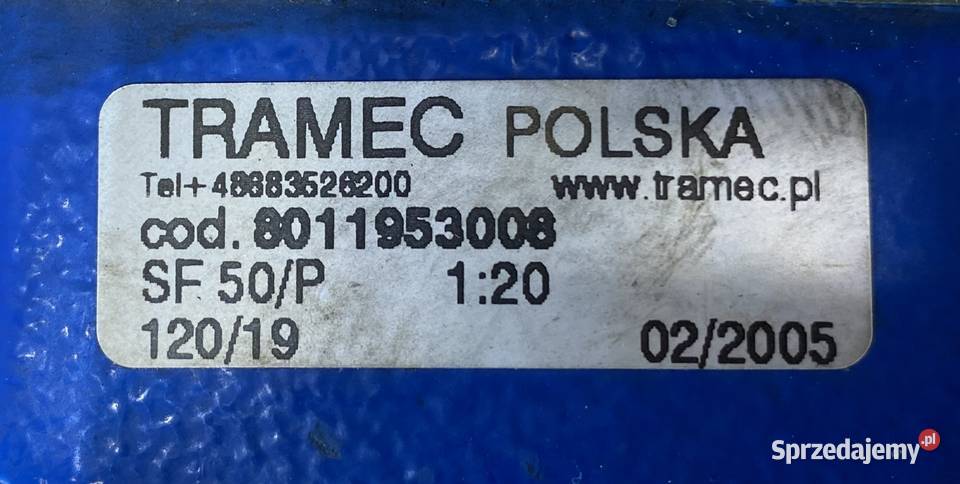 TRAMEC POLSKA
Tel+48683526200 www.tramec.pl
cod. 8011953008
SF 50/P 1:20
120/19 02/2005
Sprzedajemy.pl